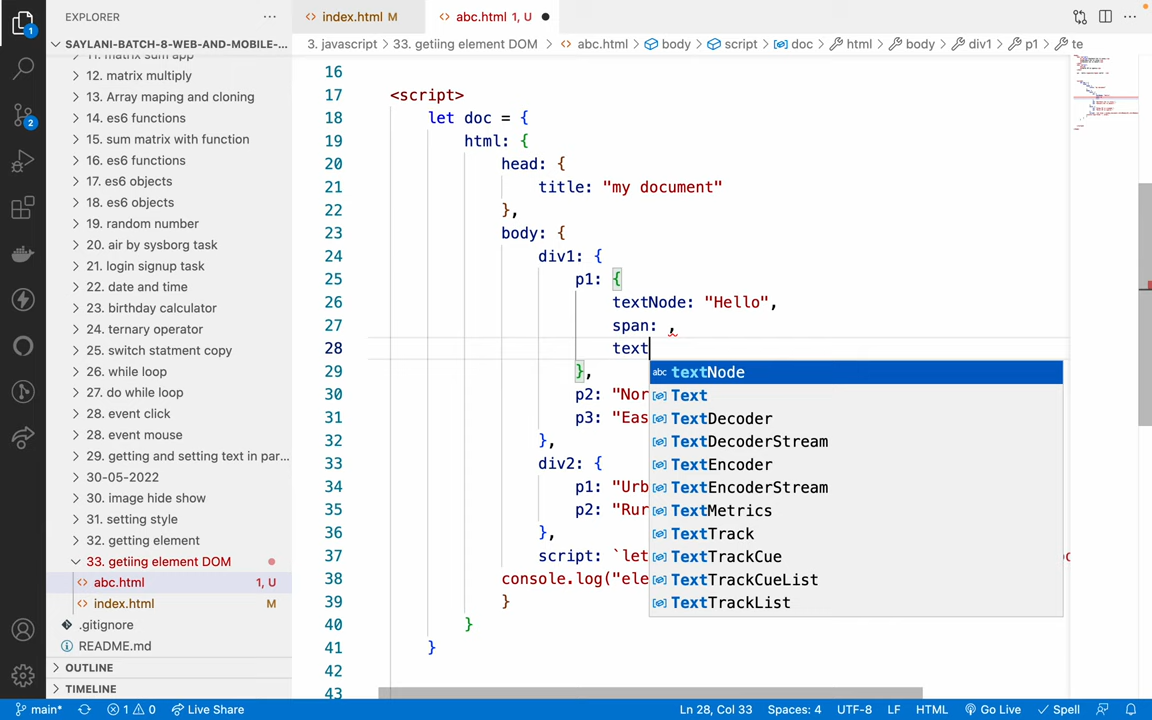 EXPLORER
index.html M
abc.html 1, U
SAYLANI-BATCH-8-WEB-AND-MOBILE-...
3. javascript > 33. getiing element DOM > abc.html > body > script > doc > html > body > div1 > p1 > te
11. matrix sum app
12. matrix multiply
13. Array maping and cloning
14. es6 functions
15. sum matrix with function
16. es6 functions
17. es6 objects
18. es6 objects
19. random number
20. air by sysborg task
21. login signup task
22. date and time
23. birthday calculator
24. ternary operator
25. switch statment copy
26. while loop
27. do while loop
28. event click
28. event mouse
29. getting and setting text in par...
30-05-2022
30. image hide show
31. setting style
32. getting element
33. getiing element DOM
abc.html 1, U
index.html M
.gitignore
README.md
OUTLINE
TIMELINE
1
2
16
17 <script>
18 let doc = {
19 html: {
20 head: {
21 title: "my document"
22 },
23 body: {
24 div1: {
25 p1: {
26 textNode: "Hello",
27 span: ,
28 text
29 },
30 p2: "Nor
31 p3: "Eas
32 },
33 div2: {
34 p1: "Urb
35 p2: "Rur
36 },
37 script: `let
38 console.log("ele
39 }
40 }
41 }
42
43
abc textNode
Text
TextDecoder
TextDecoderStream
TextEncoder
TextEncoderStream
TextMetrics
TextTrack
TextTrackCue
TextTrackCueList
TextTrackList
main* 1 0 Live Share Ln 28, Col 33 Spaces: 4 UTF-8 LF HTML Go Live Spell